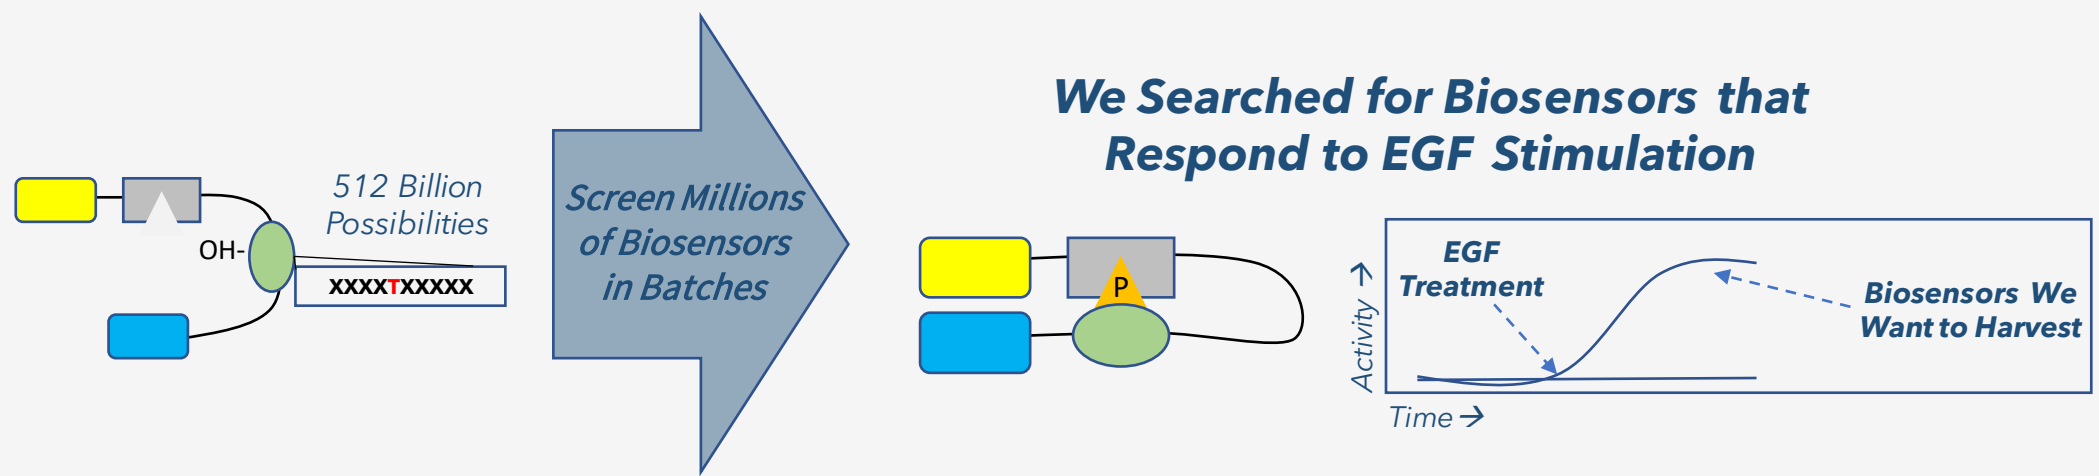 512 Billion
Possibilities
OH-
XXXXTXXXXX
Screen Millions
of Biosensors
in Batches
We Searched for Biosensors that
Respond to EGF Stimulation
P
Activity →
EGF
Treatment
Biosensors We
Want to Harvest
Time →